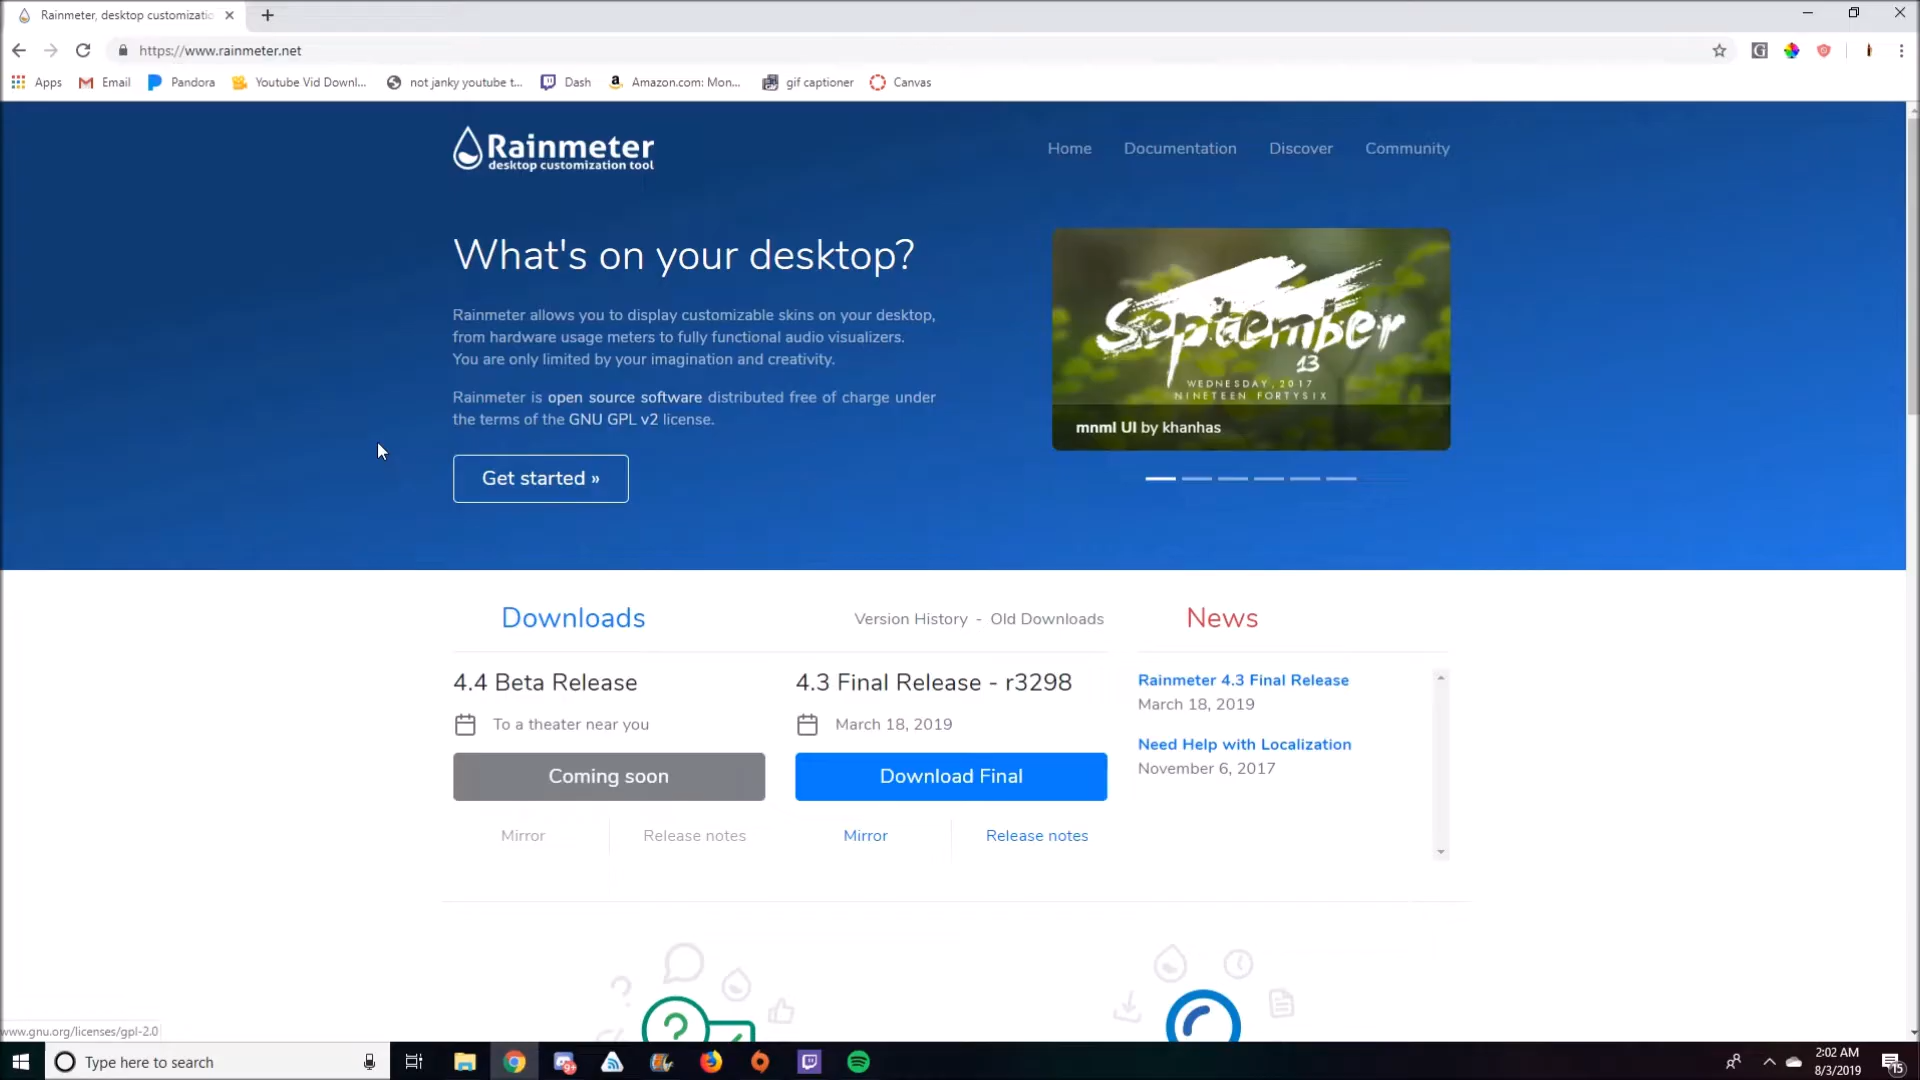 Rainmeter, desktop customizatio
https://www.rainmeter.net
Apps
Email
Pandora
Youtube Vid Downl...
not janky youtube t...
Dash
Amazon.com: Mon...
gif captioner
Canvas
Rainmeter
desktop customization tool
Home
Documentation
Discover
Community
What's on your desktop?
Rainmeter allows you to display customizable skins on your desktop,
from hardware usage meters to fully functional audio visualizers.
You are only limited by your imagination and creativity.
Rainmeter is open source software distributed free of charge under
the terms of the GNU GPL v2 license.
Get started »
September
13
WEDNESDAY, 2017
NINETEEN FORTYSIX
mnml UI by khanhas
Downloads
Version History - Old Downloads
News
4.4 Beta Release
To a theater near you
Coming soon
Mirror
Release notes
4.3 Final Release - r3298
March 18, 2019
Download Final
Mirror
Release notes
Rainmeter 4.3 Final Release
March 18, 2019
Need Help with Localization
November 6, 2017
www.gnu.org/licenses/gpl-2.0
Type here to search
9+
2:02 AM
8/3/2019
15